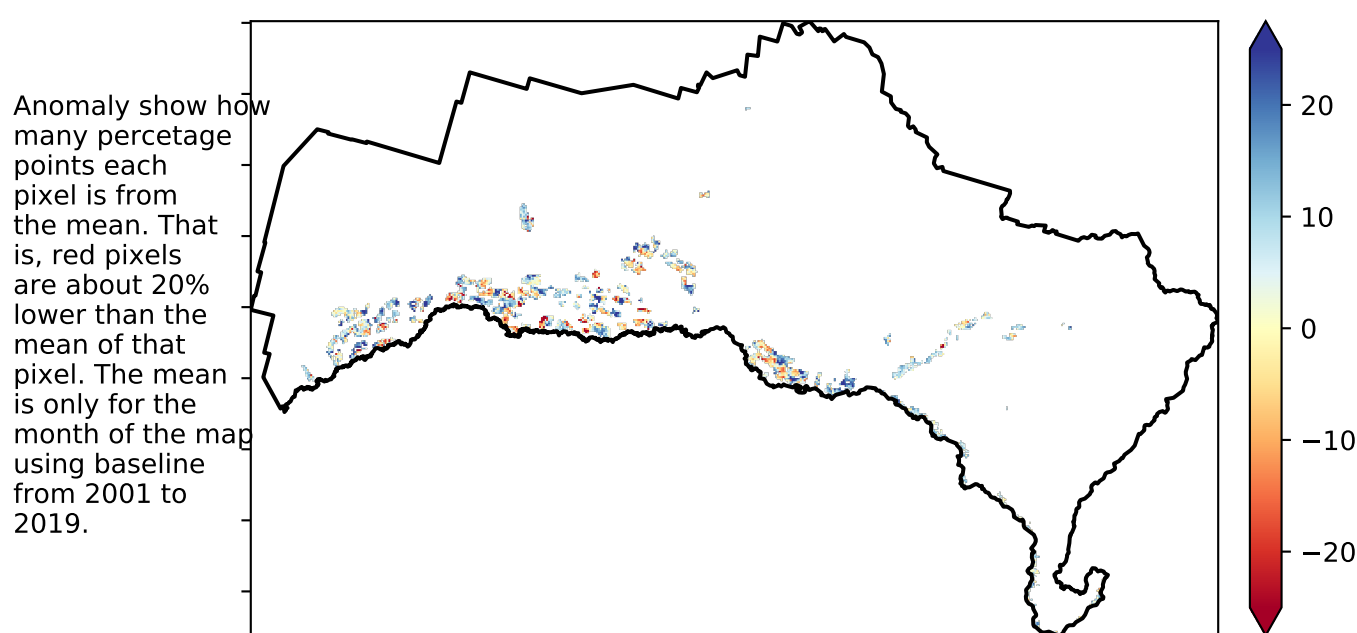 Anomaly show how
many percetage
points each
pixel is from
the mean. That
is, red pixels
are about 20%
lower than the
mean of that
pixel. The mean
is only for the
month of the map
using baseline
from 2001 to
2019.
20
10
0
−10
−20